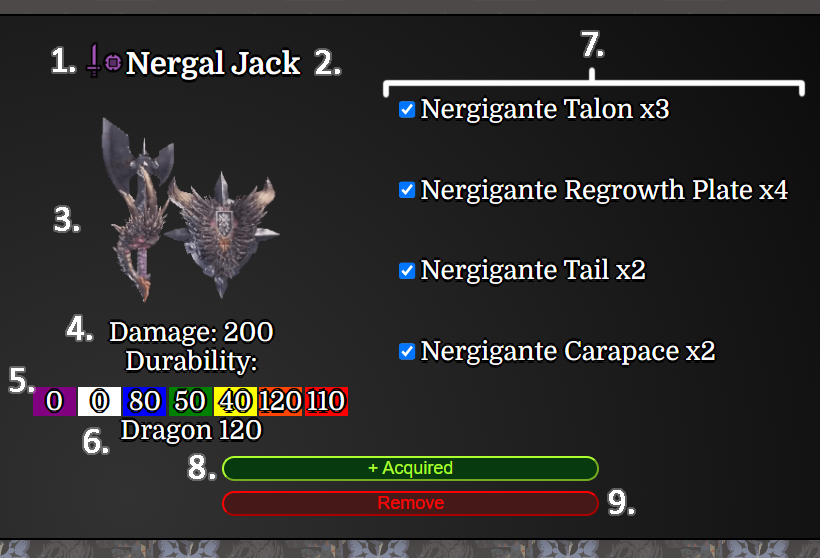 1. Nergal Jack 2.
7.
Nergigante Talon x3
Nergigante Regrowth Plate x4
3.
Nergigante Tail x2
4. Damage: 200
Durability:
Nergigante Carapace x2
5. 0 0 80 50 40 120 110
6. Dragon 120
8. + Acquired
Remove 9.